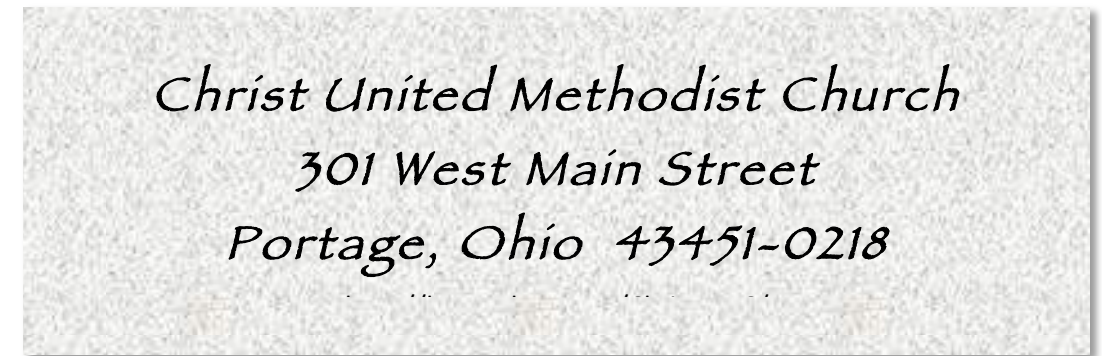 Christ United Methodist Church
301 West Main Street
Portage, Ohio 43451-0218